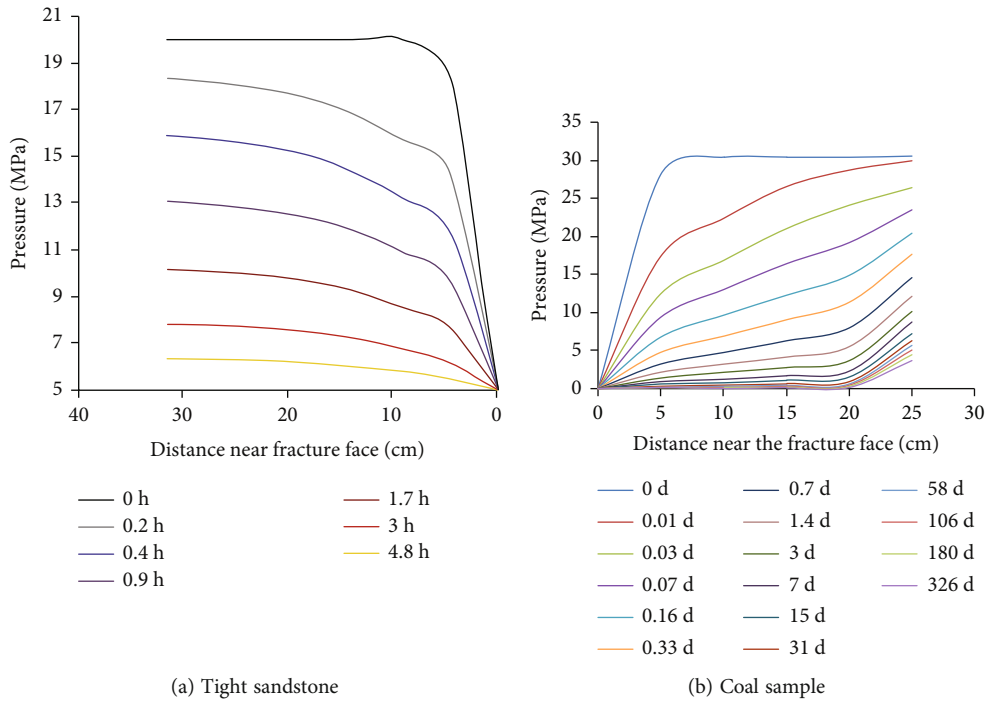 21
19
17
15
13
11
9
7
5
Pressure (MPa)
40
30
20
10
0
Distance near fracture face (cm)
0 h
0.2 h
0.4 h
0.9 h
1.7 h
3 h
4.8 h
(a) Tight sandstone
35
30
25
20
15
10
5
0
Pressure (MPa)
0
5
10
15
20
25
30
Distance near the fracture face (cm)
0 d
0.01 d
0.03 d
0.07 d
0.16 d
0.33 d
0.7 d
1.4 d
3 d
7 d
15 d
31 d
58 d
106 d
180 d
326 d
(b) Coal sample